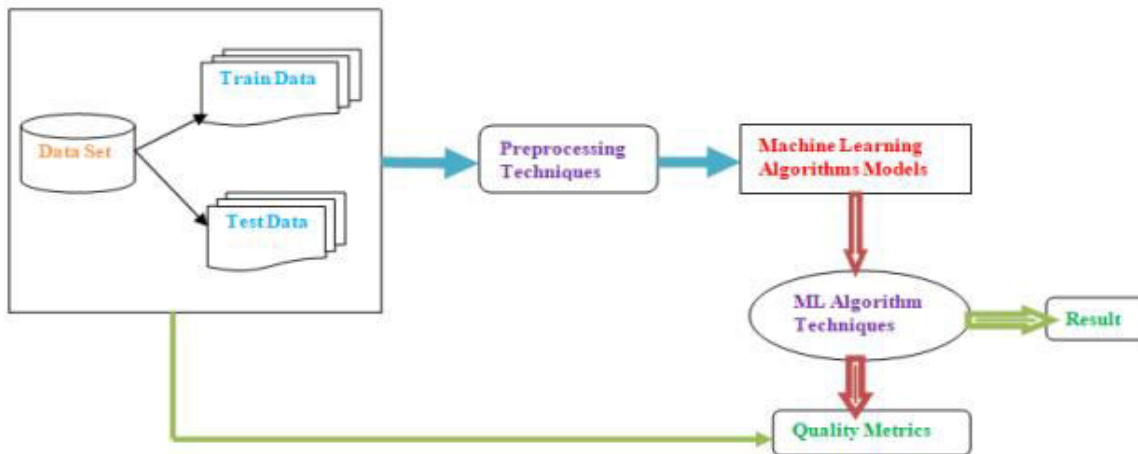 Train Data
Data Set
Test Data
Preprocessing
Techniques
Machine Learning
Algorithms Models
ML Algorithm
Techniques
Result
Quality Metrics